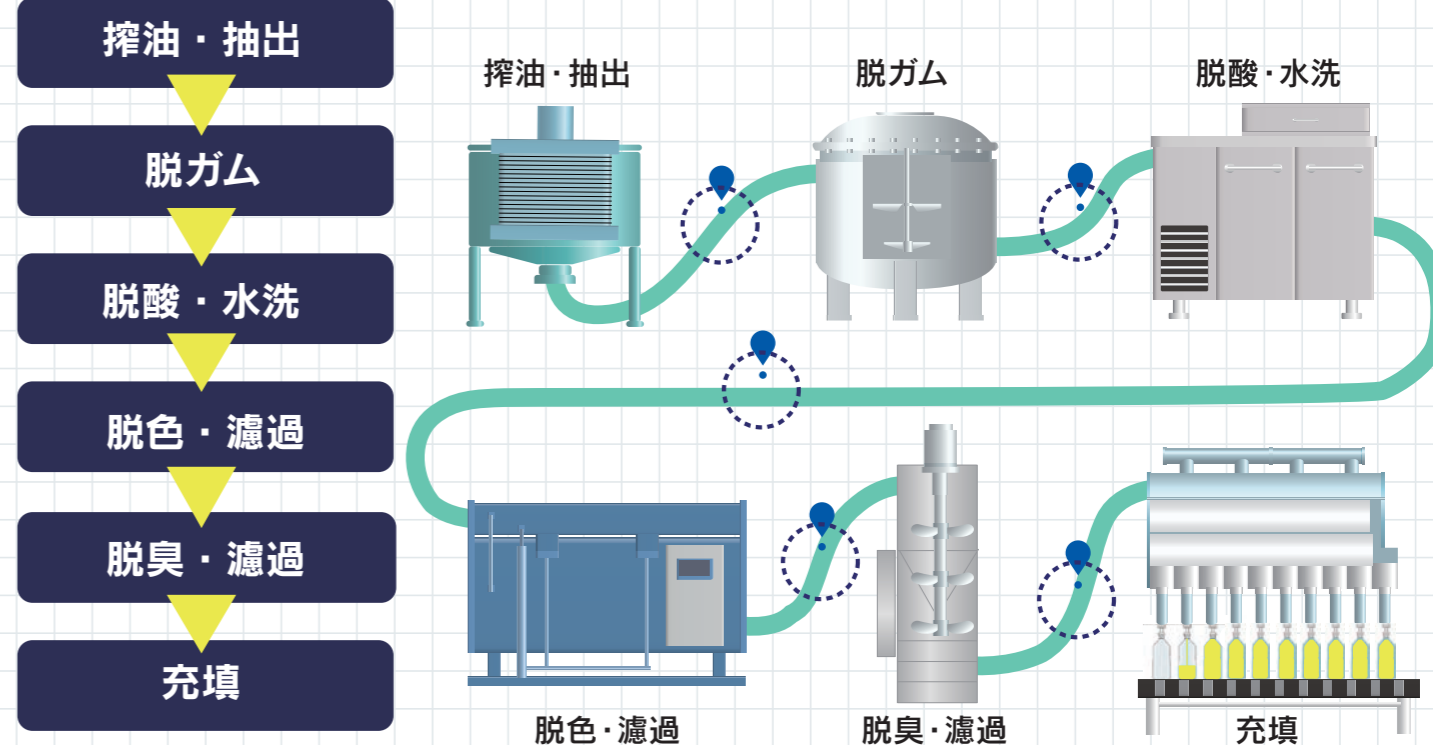 搾油・抽出
脱ガム
脱酸・水洗
脱色・濾過
脱臭・濾過
充填
搾油・抽出
脱ガム
脱酸・水洗
脱色・濾過
脱臭・濾過
充填